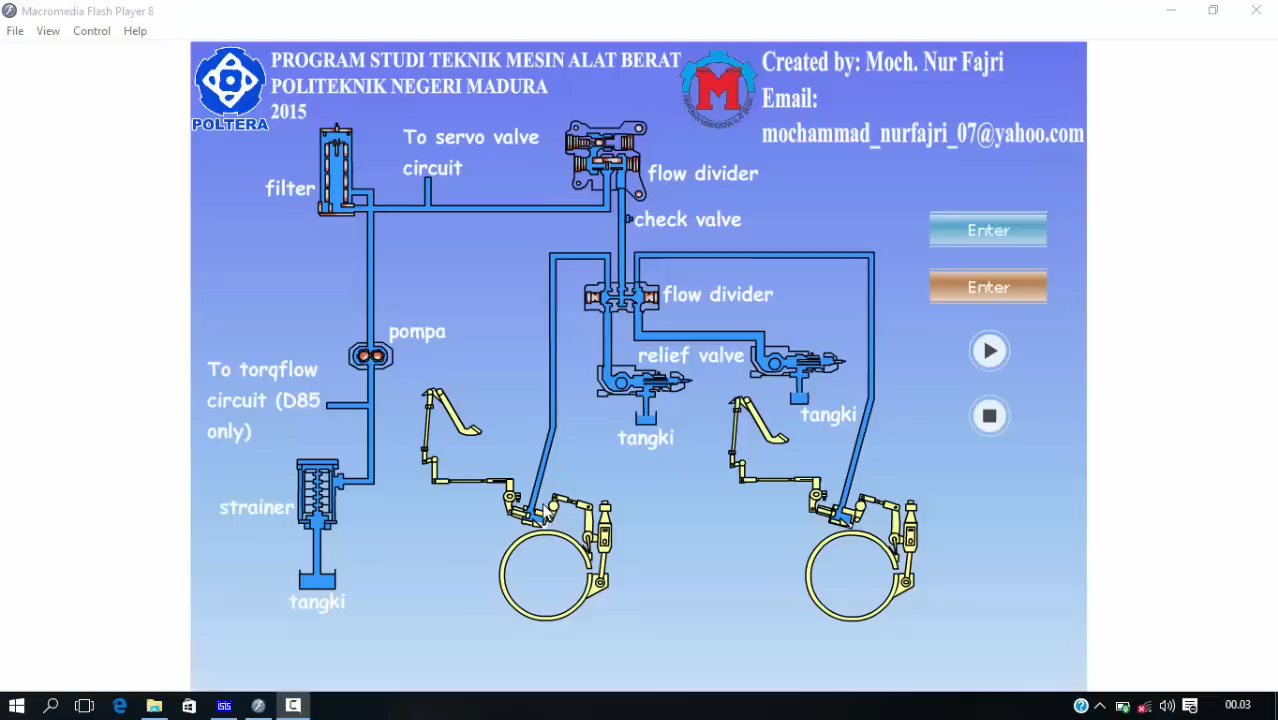 Macromedia Flash Player 8
File View Control Help
PROGRAM STUDI TEKNIK MESIN ALAT BERAT
POLITEKNIK NEGERI MADURA
2015
POLTERA
M
Created by: Moch. Nur Fajri
Email:
mochammad_nurfajri_07@yahoo.com
To servo valve
circuit
filter
flow divider
check valve
Enter
Enter
flow divider
pompa
relief valve
To torqflow
circuit (D85
only)
tangki
tangki
strainer
tangki
00.03